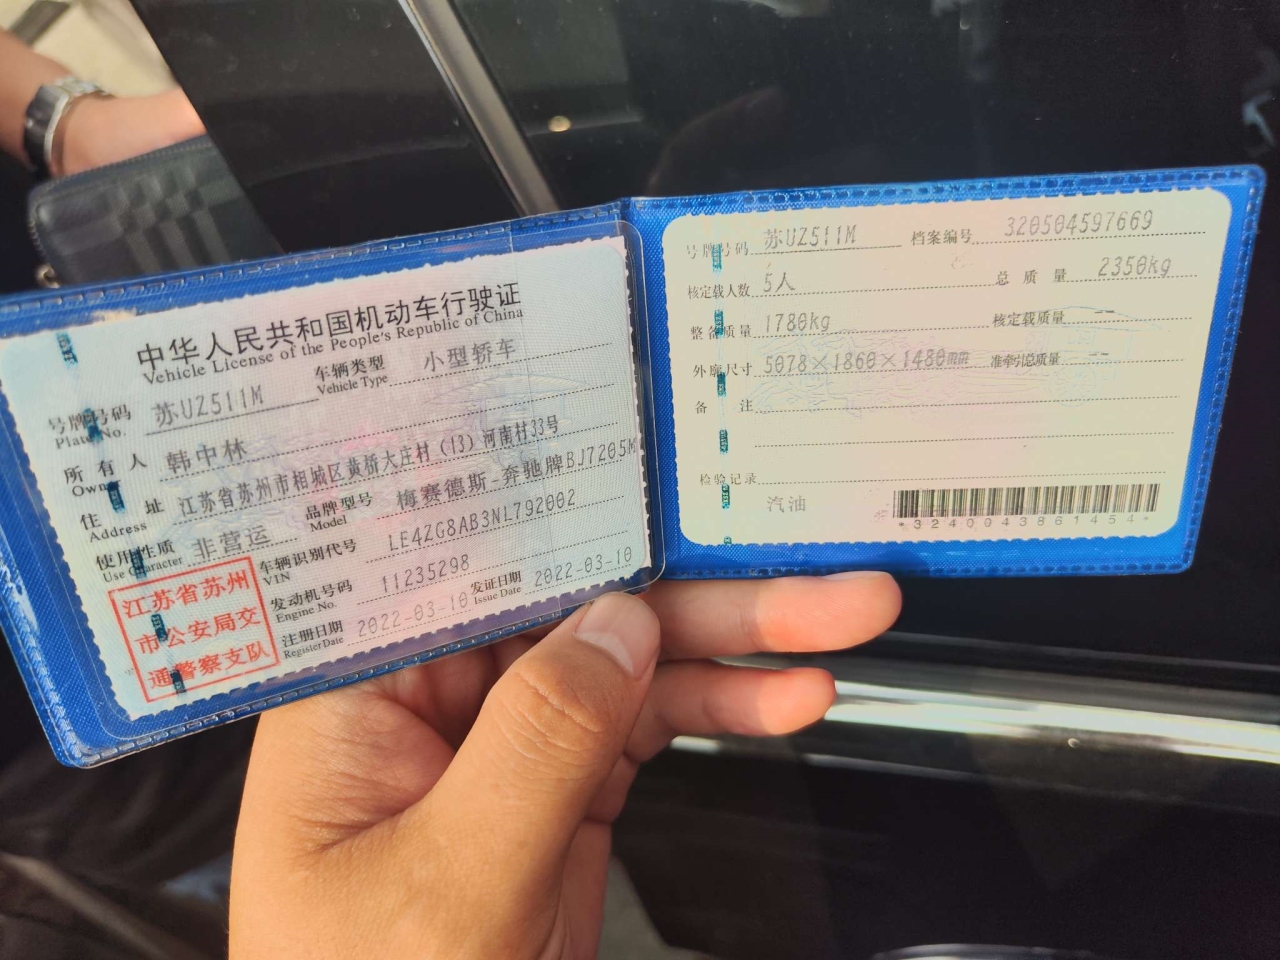 中华人民共和国机动车行驶证
Vehicle License of the People's Republic of China
号牌号码 苏UZ511M 车辆类型 小型轿车
Plate No. Vehicle Type
所有人 韩中林
Owner
住址 江苏省苏州市相城区黄桥大庄村(13)河南村33号
Address
使用性质 非营运 品牌型号 梅赛德斯-奔驰牌BJ7205M
Use Character Model
江苏省苏州
市公安局交
通警察支队
车辆识别代号 LE4ZG8AB3NL792002
VIN
发动机号码 11235298
Engine No.
注册日期 2022-03-10 发证日期 2022-03-10
Register Date Issue Date
号牌号码 苏UZ511M 档案编号 320504597669
核定载人数 5人 总质量 2350kg
整备质量 1780kg 核定载质量 --
外廓尺寸 5078×1860×1480mm 准牵引总质量 --
备注
检验记录
汽油
*3240043861454*